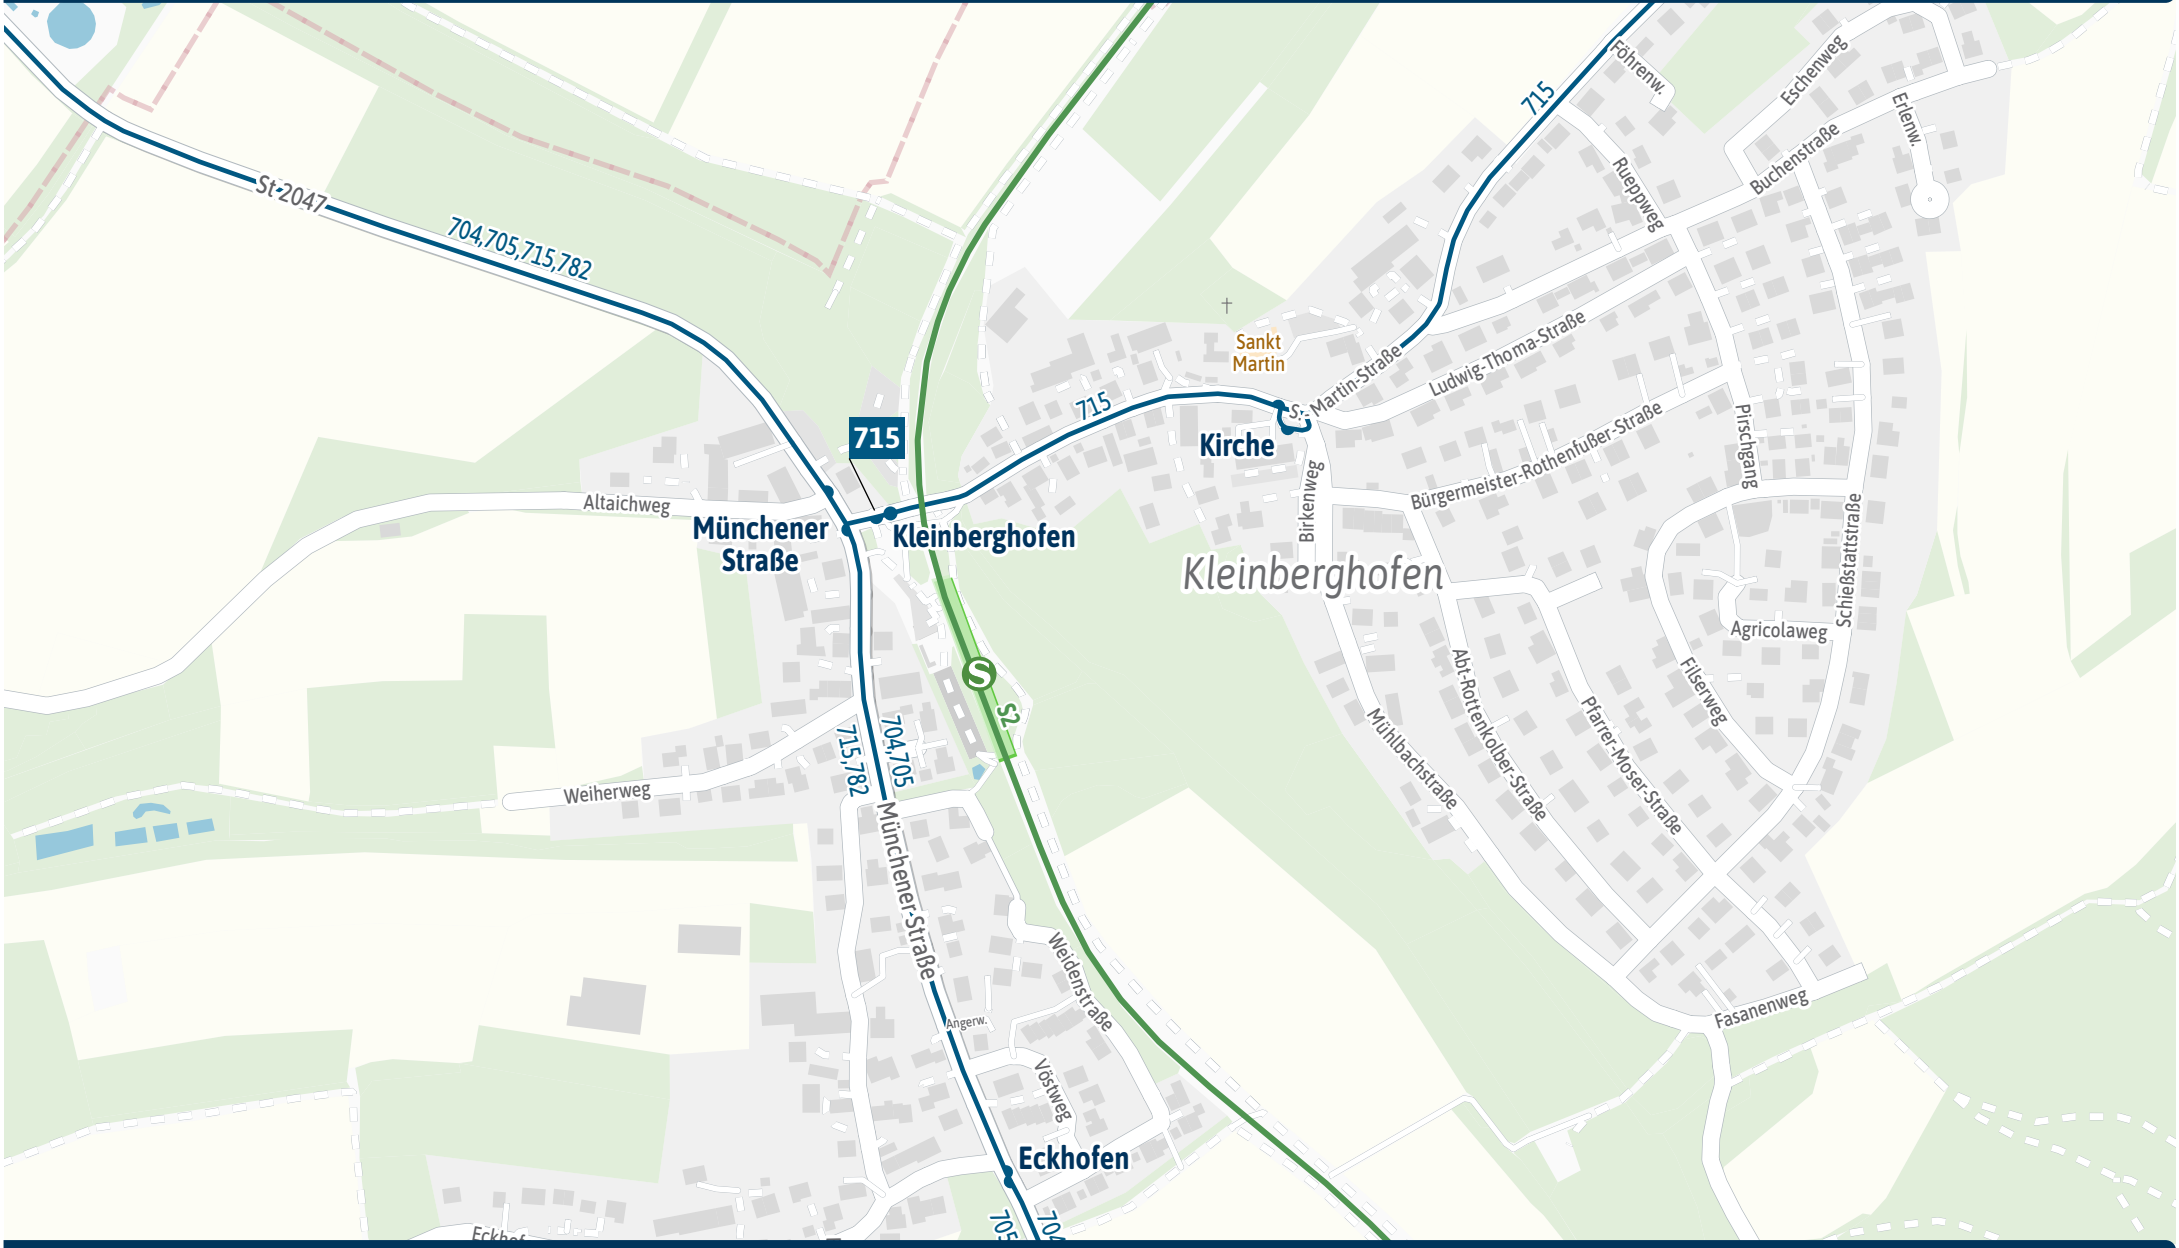 715
Föhrenw.
Eschenweg
Erlenw.
Buchenstraße
Rueppweg
St 2047
704,705,715,782
Sankt
Martin
St.-Martin-Straße
Ludwig-Thoma-Straße
715
715
Kirche
Bürgermeister-Rothenfußer-Straße
Pirschgang
Birkenweg
Altaichweg
Münchener
Straße
Kleinberghofen
Kleinberghofen
Schießstattstraße
Agricolaweg
Filserweg
Abt-Rottenkolber-Straße
Pfarrer-Moser-Straße
Mühlbachstraße
S
S2
715,782
704,705
Weiherweg
Münchener Straße
Weidenstraße
Fasanenweg
Angerw.
Vöstweg
Eckhofen
705
704
Eckhof